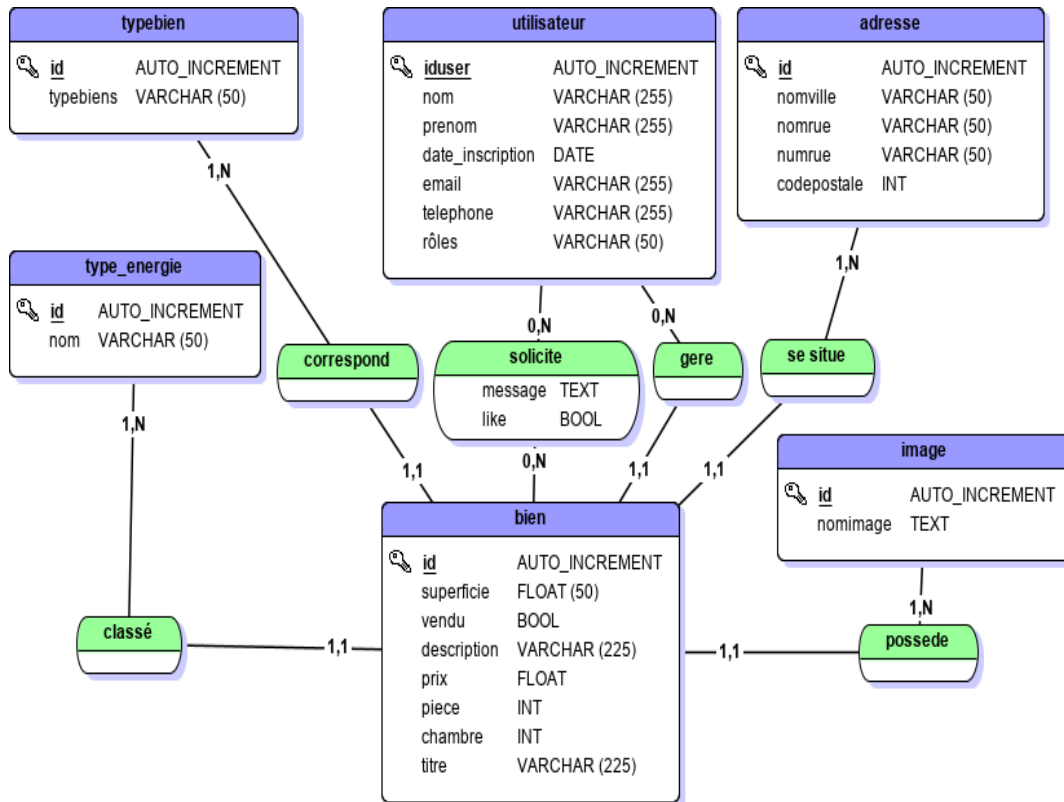 typebien
id AUTO_INCREMENT
typebiens VARCHAR (50)
utilisateur
iduser AUTO_INCREMENT
nom VARCHAR (255)
prenom VARCHAR (255)
date_inscription DATE
email VARCHAR (255)
telephone VARCHAR (255)
rôles VARCHAR (50)
adresse
id AUTO_INCREMENT
nomville VARCHAR (50)
nomrue VARCHAR (50)
numrue VARCHAR (50)
codepostale INT
1,N
type_energie
id AUTO_INCREMENT
nom VARCHAR (50)
1,N
0,N
0,N
correspond
solicite
message TEXT
like BOOL
gere
se situe
1,N
1,1
0,N
1,1
1,1
image
id AUTO_INCREMENT
nomimage TEXT
bien
id AUTO_INCREMENT
superficie FLOAT (50)
vendu BOOL
description VARCHAR (225)
prix FLOAT
piece INT
chambre INT
titre VARCHAR (225)
classé
1,1
1,1
1,N
possede